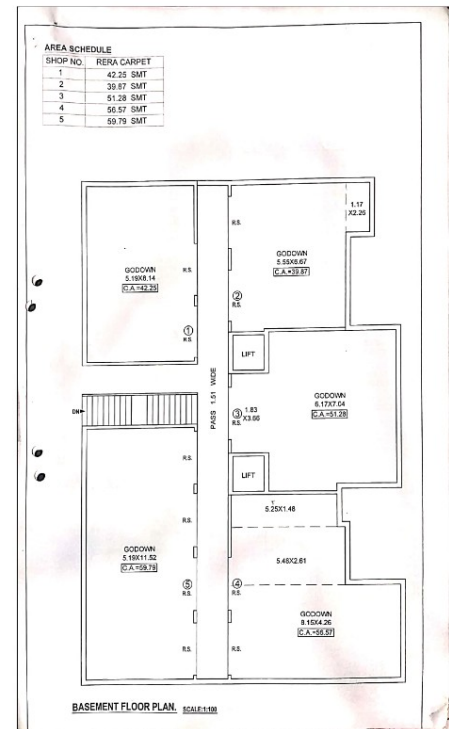 AREA SCHEDULE
SHOP NO. RERA CARPET
1 42.25 SMT
2 39.87 SMT
3 51.28 SMT
4 56.57 SMT
5 59.79 SMT
1.17
X2.26
R.S.
GODOWN
5.19X8.14
C.A.=42.25
R.S.
GODOWN
5.55X6.67
C.A.=39.87
2
R.S.
1
R.S.
LIFT
PASS 1.51 WIDE
GODOWN
6.17X7.04
C.A.=51.28
DN
3
R.S.
1.83
X3.66
R.S.
LIFT
5.25X1.46
R.S.
GODOWN
5.19X11.52
C.A.=59.79
5.48X2.61
5
R.S.
4
R.S.
GODOWN
8.15X4.26
C.A.=56.57
R.S.
R.S.
BASEMENT FLOOR PLAN. SCALE:1:100